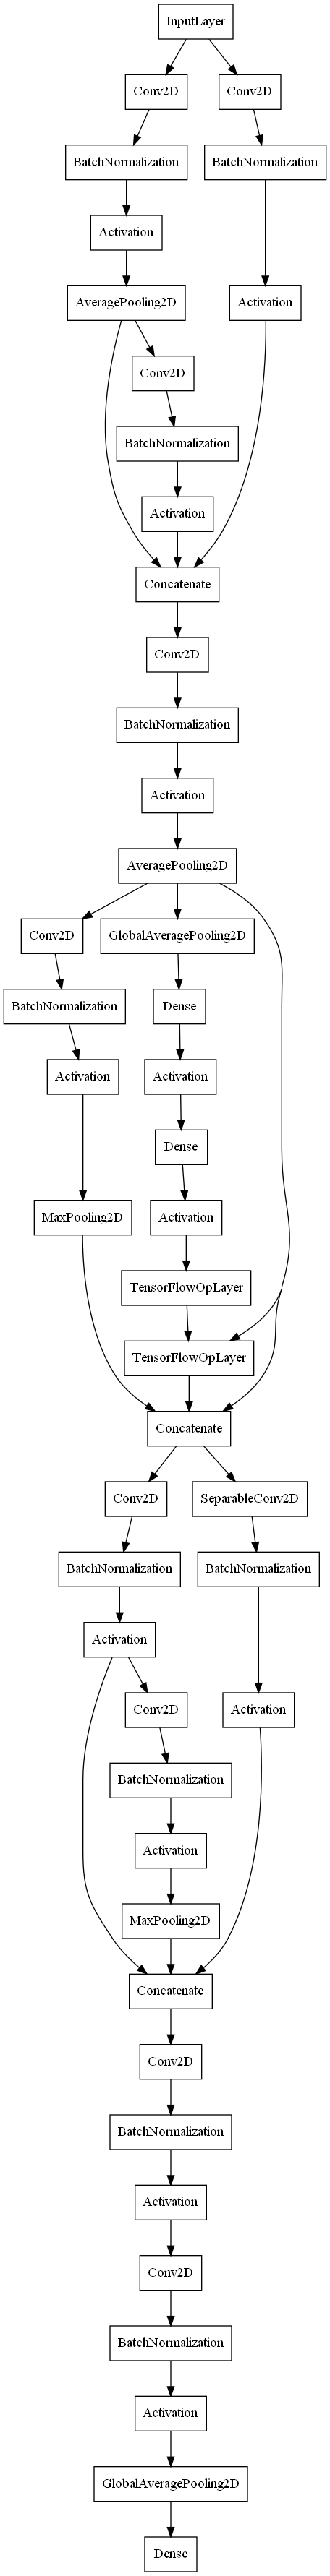 InputLayer
Conv2D
Conv2D
BatchNormalization
BatchNormalization
Activation
AveragePooling2D
Activation
Conv2D
BatchNormalization
Activation
Concatenate
Conv2D
BatchNormalization
Activation
AveragePooling2D
Conv2D
GlobalAveragePooling2D
BatchNormalization
Dense
Activation
Activation
Dense
MaxPooling2D
Activation
TensorFlowOpLayer
TensorFlowOpLayer
Concatenate
Conv2D
SeparableConv2D
BatchNormalization
BatchNormalization
Activation
Conv2D
Activation
BatchNormalization
Activation
MaxPooling2D
Concatenate
Conv2D
BatchNormalization
Activation
Conv2D
BatchNormalization
Activation
GlobalAveragePooling2D
Dense